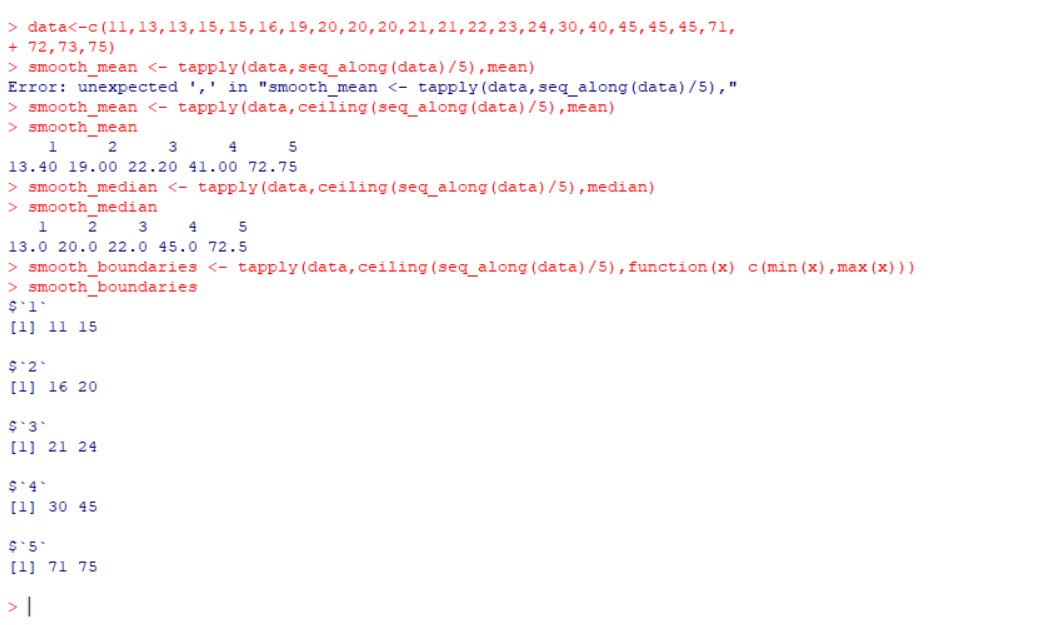 > data<-c(11,13,13,15,15,16,19,20,20,20,21,21,22,23,24,30,40,45,45,45,71,
+ 72,73,75)
> smooth_mean <- tapply(data,seq_along(data)/5),mean)
Error: unexpected ',' in "smooth_mean <- tapply(data,seq_along(data)/5),"
> smooth_mean <- tapply(data,ceiling(seq_along(data)/5),mean)
> smooth_mean
1 2 3 4 5
13.40 19.00 22.20 41.00 72.75
> smooth_median <- tapply(data,ceiling(seq_along(data)/5),median)
> smooth_median
1 2 3 4 5
13.0 20.0 22.0 45.0 72.5
> smooth_boundaries <- tapply(data,ceiling(seq_along(data)/5),function(x) c(min(x),max(x)))
> smooth_boundaries
$`1`
[1] 11 15
$`2`
[1] 16 20
$`3`
[1] 21 24
$`4`
[1] 30 45
$`5`
[1] 71 75
>